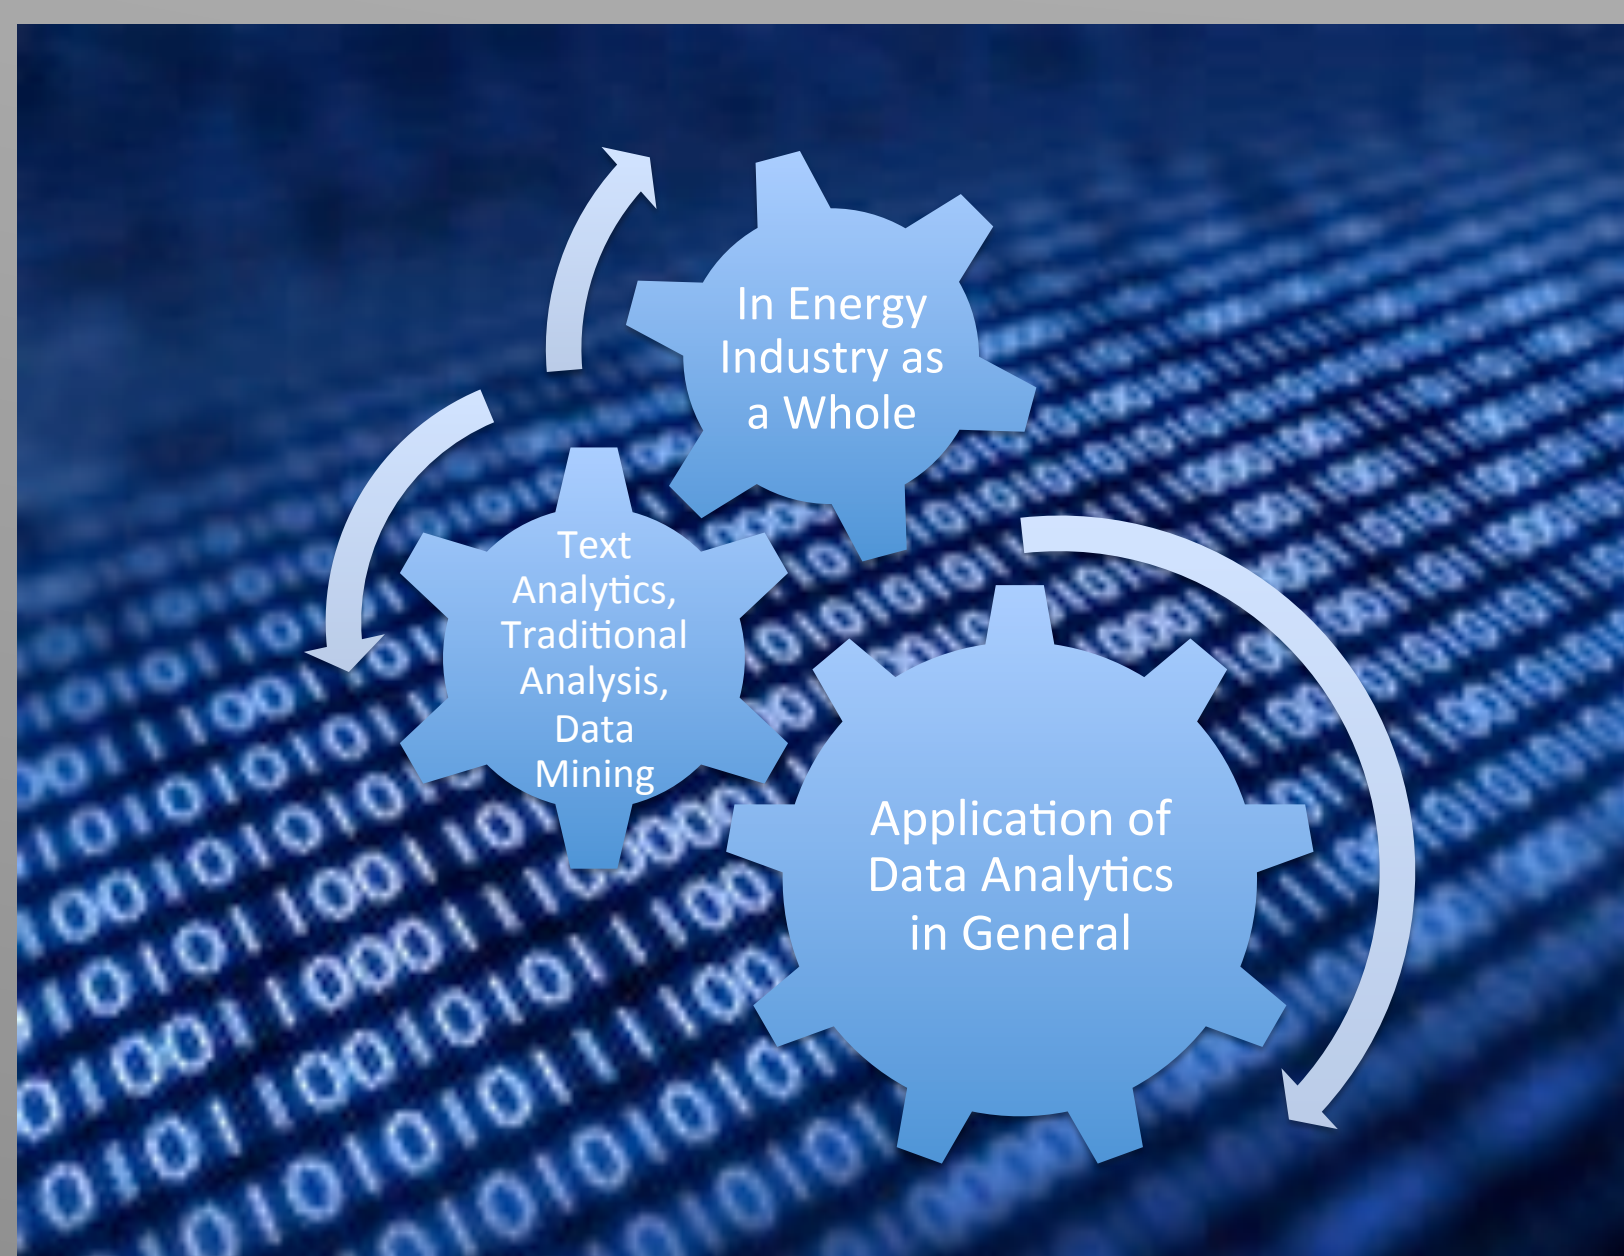 In Energy
Industry as
a Whole
Text
Analytics,
Traditional
Analysis,
Data
Mining
Application of
Data Analytics
in General